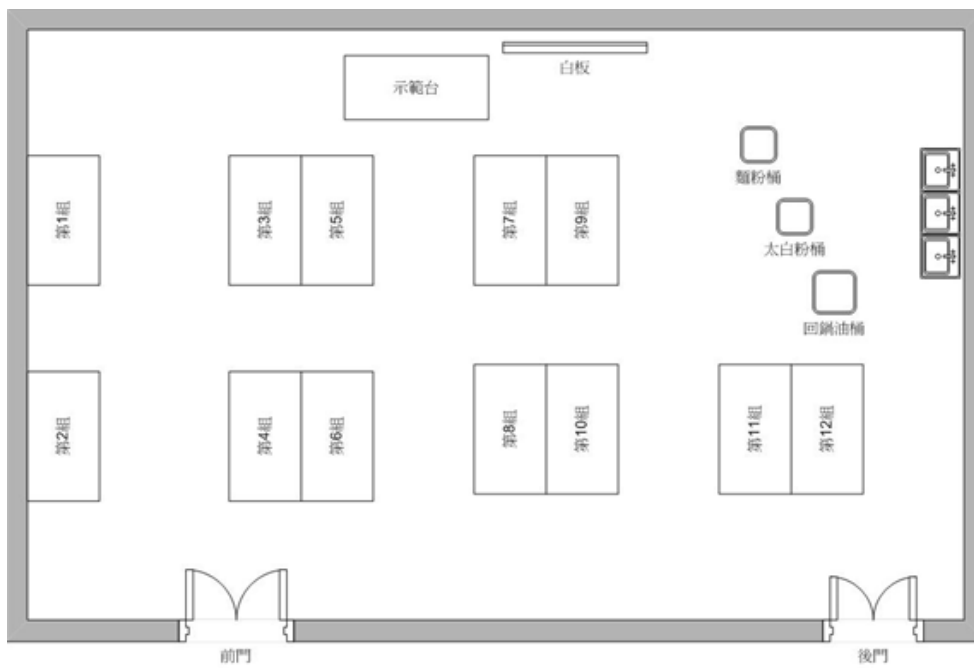 白板
示範台
麵粉桶
第1組
第3組
第5組
第7組
第9組
太白粉桶
回鍋油桶
第2組
第4組
第6組
第8組
第10組
第11組
第12組
前門
後門